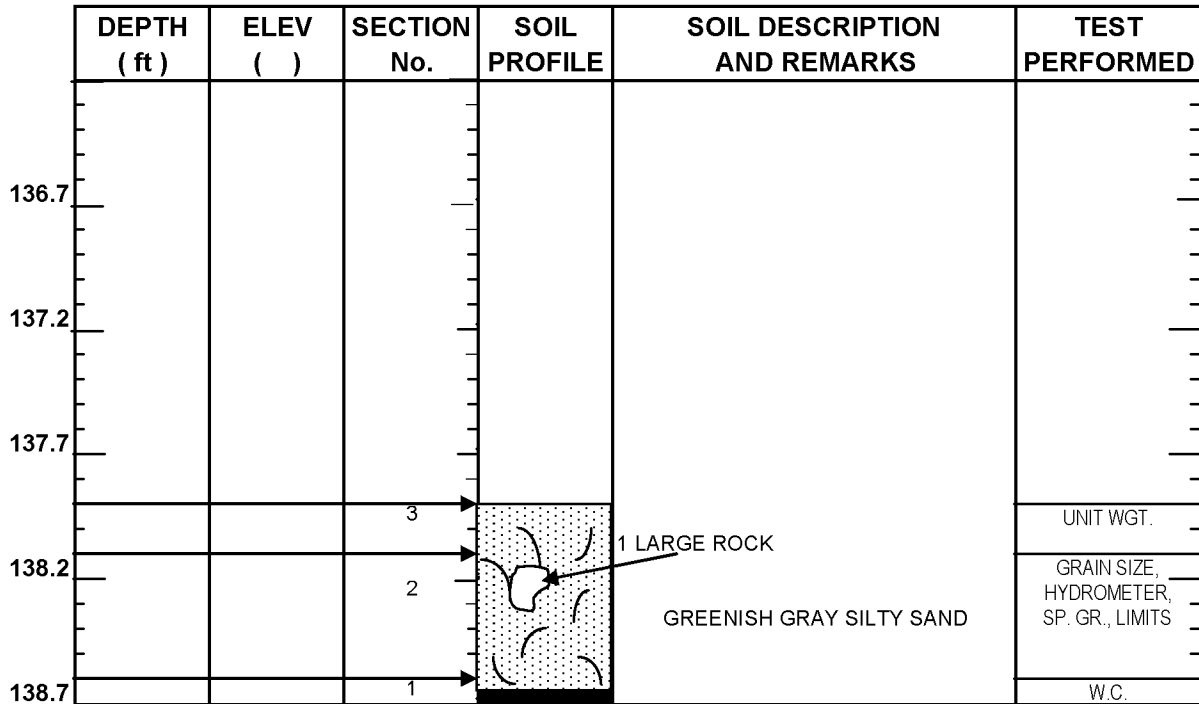 DEPTH
( ft )
ELEV
( )
SECTION
No.
SOIL
PROFILE
SOIL DESCRIPTION
AND REMARKS
TEST
PERFORMED
136.7
137.2
137.7
3
UNIT WGT.
1 LARGE ROCK
138.2
2
GREENISH GRAY SILTY SAND
GRAIN SIZE,
HYDROMETER,
SP. GR., LIMITS
138.7
1
W.C.